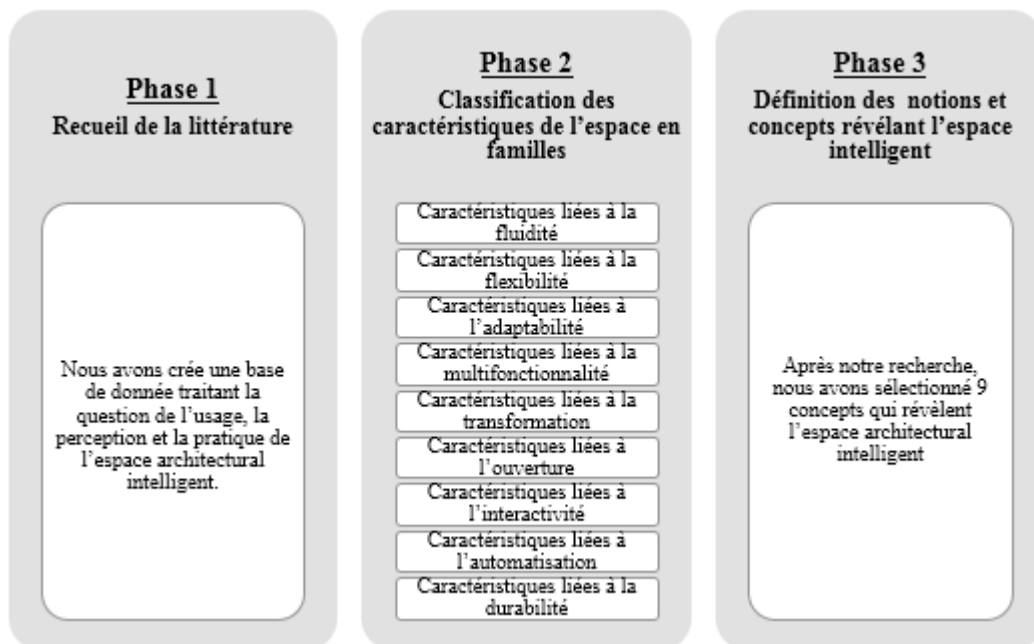 Phase 1
Recueil de la littérature
Nous avons crée une base
de donnée traitant la
question de l’usage, la
perception et la pratique de
l’espace architectural
intelligent.
Phase 2
Classification des
caractéristiques de l’espace en
familles
Caractéristiques liées à la
fluidité
Caractéristiques liées à la
flexibilité
Caractéristiques liées à
l’adaptabilité
Caractéristiques liées à la
multifonctionnalité
Caractéristiques liées à la
transformation
Caractéristiques liées à
l’ouverture
Caractéristiques liées à
l’interactivité
Caractéristiques liées à
l’automatisation
Caractéristiques liées à la
durabilité
Phase 3
Définition des notions et
concepts révélant l’espace
intelligent
Après notre recherche,
nous avons sélectionné 9
concepts qui révèlent
l’espace architectural
intelligent